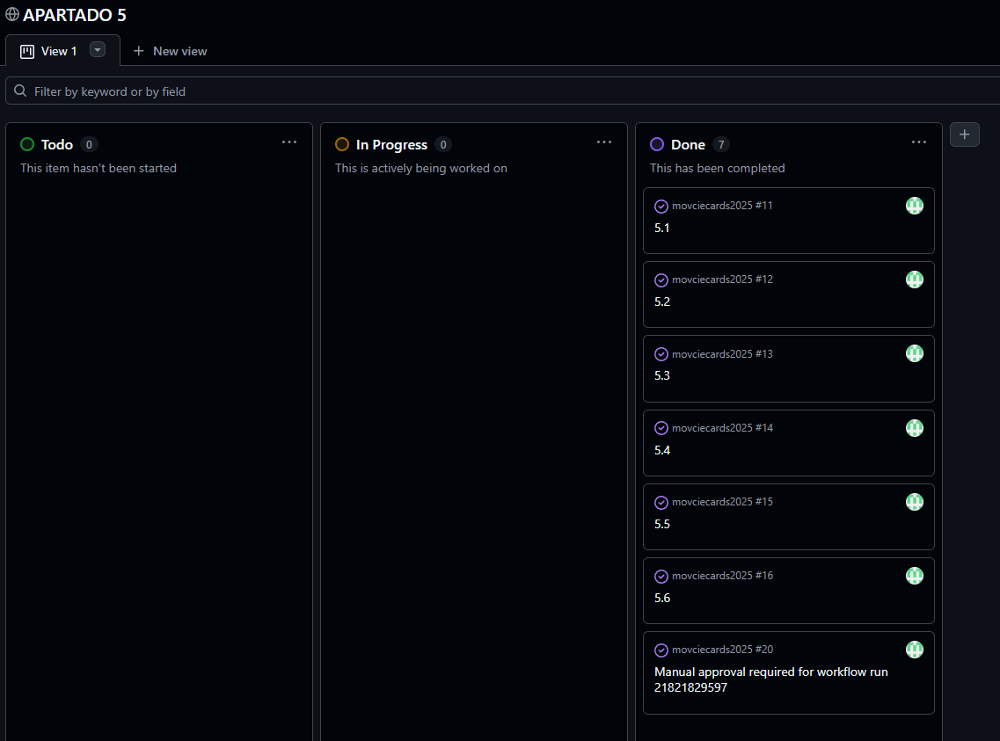 APARTADO 5
View 1
New view
Filter by keyword or by field
Todo 0
This item hasn't been started
In Progress 0
This is actively being worked on
Done 7
This has been completed
movciecards2025 #11
5.1
movciecards2025 #12
5.2
movciecards2025 #13
5.3
movciecards2025 #14
5.4
movciecards2025 #15
5.5
movciecards2025 #16
5.6
movciecards2025 #20
Manual approval required for workflow run
21821829597